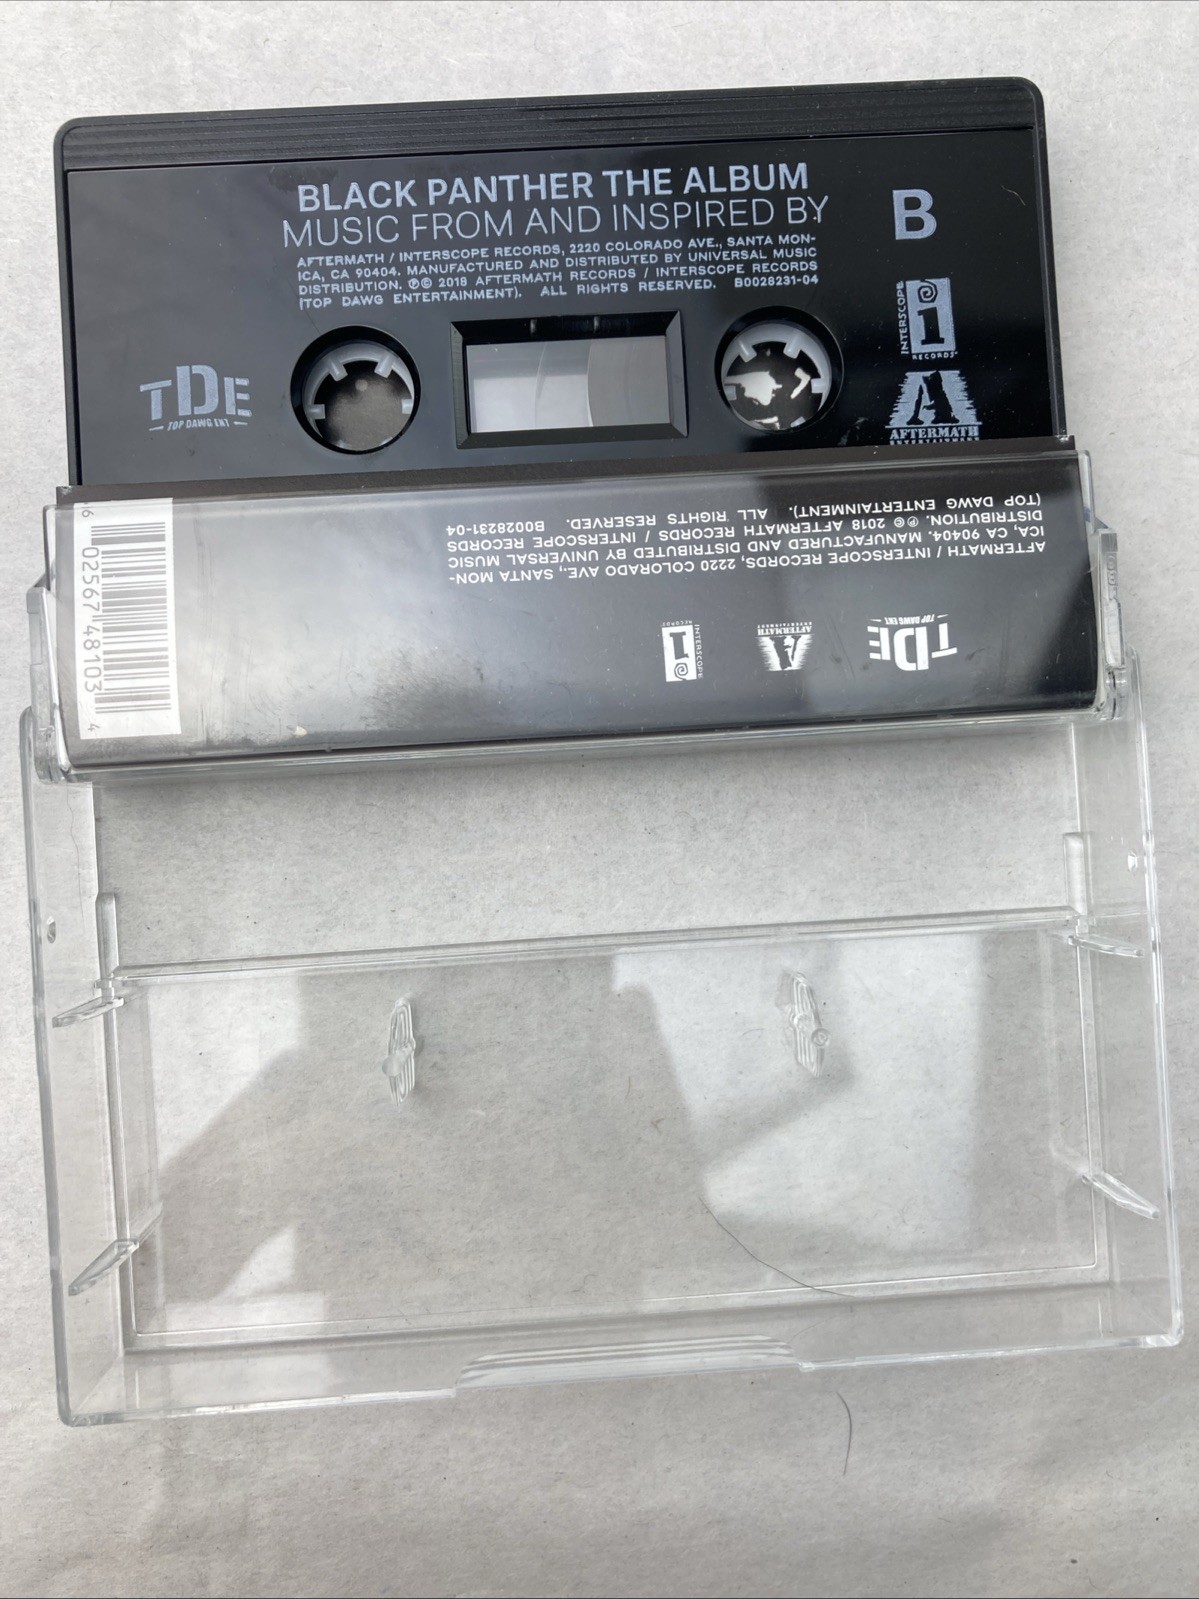 BLACK PANTHER THE ALBUM
MUSIC FROM AND INSPIRED BY
AFTERMATH / INTERSCOPE RECORDS, 2220 COLORADO AVE., SANTA MON-
ICA, CA 90404. MANUFACTURED AND DISTRIBUTED BY UNIVERSAL MUSIC
DISTRIBUTION. ℗© 2018 AFTERMATH RECORDS / INTERSCOPE RECORDS
(TOP DAWG ENTERTAINMENT). ALL RIGHTS RESERVED. B0028231-04
B
INTERSCOPE
i
RECORDS
TDE
TOP DAWG ENT
A
AFTERMATH
ENTERTAINMENT
6 02567 48103 4
AFTERMATH / INTERSCOPE RECORDS, 2220 COLORADO AVE., SANTA MON-
ICA, CA 90404. MANUFACTURED AND DISTRIBUTED BY UNIVERSAL MUSIC
DISTRIBUTION. ℗© 2018 AFTERMATH RECORDS / INTERSCOPE RECORDS
(TOP DAWG ENTERTAINMENT). ALL RIGHTS RESERVED. B0028231-04
TDE
TOP DAWG ENT
A
AFTERMATH
ENTERTAINMENT
INTERSCOPE
i
RECORDS